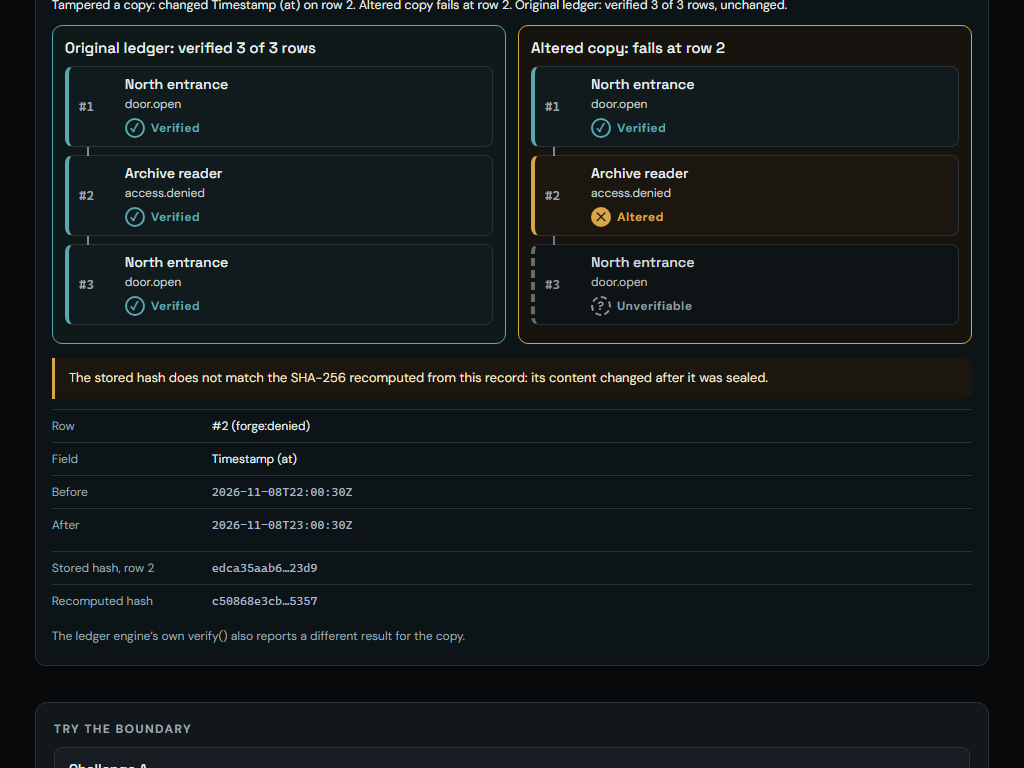 Tampered a copy: changed Timestamp (at) on row 2. Altered copy fails at row 2. Original ledger: verified 3 of 3 rows, unchanged.
Original ledger: verified 3 of 3 rows
#1
North entrance
door.open
Verified
#2
Archive reader
access.denied
Verified
#3
North entrance
door.open
Verified
Altered copy: fails at row 2
#1
North entrance
door.open
Verified
#2
Archive reader
access.denied
Altered
#3
North entrance
door.open
? Unverifiable
The stored hash does not match the SHA-256 recomputed from this record: its content changed after it was sealed.
Row #2 (forge:denied)
Field Timestamp (at)
Before 2026-11-08T22:00:30Z
After 2026-11-08T23:00:30Z
Stored hash, row 2 edca35aab6…23d9
Recomputed hash c50868e3cb…5357
The ledger engine's own verify() also reports a different result for the copy.
TRY THE BOUNDARY
Challenge A